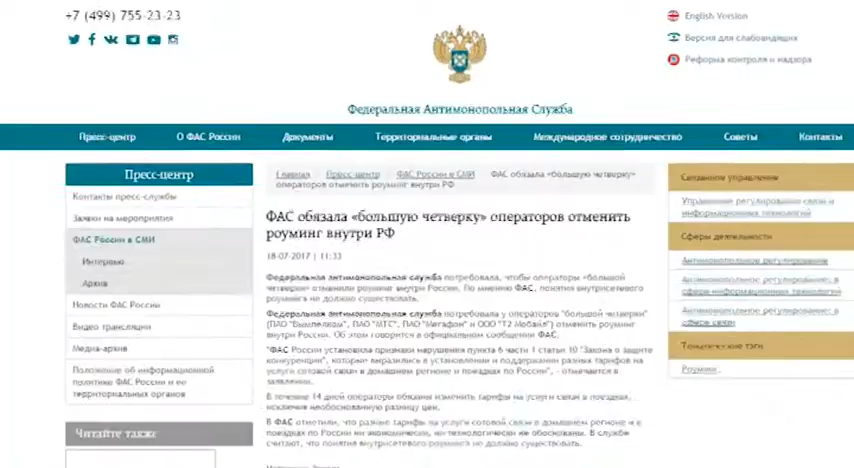 +7 (499) 755-23-23
English Version
Версия для слабовидящих
Реформа контроля и надзора
Федеральная Антимонопольная Служба
Пресс-центр О ФАС России Документы Территориальные органы Международное сотрудничество Советы Контакты
Пресс-центр
Контакты пресс-службы
Заявки на мероприятия
ФАС России в СМИ
Интервью
Архив
Новости ФАС России
Видео трансляции
Медиа-архив
Положение об информационной
политике ФАС России и ее
территориальных органов
Читайте также
Главная Пресс-центр ФАС России в СМИ ФАС обязала «большую четверку»
операторов отменить роуминг внутри РФ
ФАС обязала «большую четверку» операторов отменить
роуминг внутри РФ
18-07-2017 | 11:33
Федеральная антимонопольная служба потребовала, чтобы операторы «большой
четверки» отменили роуминг внутри России. По мнению ФАС, понятия внутрисетевого
роуминга не должно существовать.
Федеральная антимонопольная служба потребовала у операторов "большой четверки"
(ПАО "Вымпелком", ПАО "МТС", ПАО "Мегафон" и ООО "Т2 Мобайл") отменить роуминг
внутри России. Об этом говорится в официальном сообщении ФАС.
"ФАС России установила признаки нарушения пункта 6 части 1 статьи 10 "Закона о защите
конкуренции", которые выразились в установлении и поддержании разных тарифов на
услуги сотовой связи в домашнем регионе и поездках по России", - отмечается в
заявлении.
В течение 14 дней операторы обязаны изменить тарифы на услуги связи в поездках,
исключив необоснованную разницу цен.
В ФАС отметили, что разные тарифы на услуги сотовой связи в домашнем регионе и в
поездках по России ни экономически, ни технологически не обоснованы. В службе
считают, что понятия внутрисетевого роуминга не должно существовать.
Связанное управление
Управление регулирования связи и
информационных технологий
Сферы деятельности
Антимонопольное регулирование
Антимонопольное регулирование в
сфере информационных технологий
Антимонопольное регулирование в
сфере связи
Тематические тэги
Роуминг